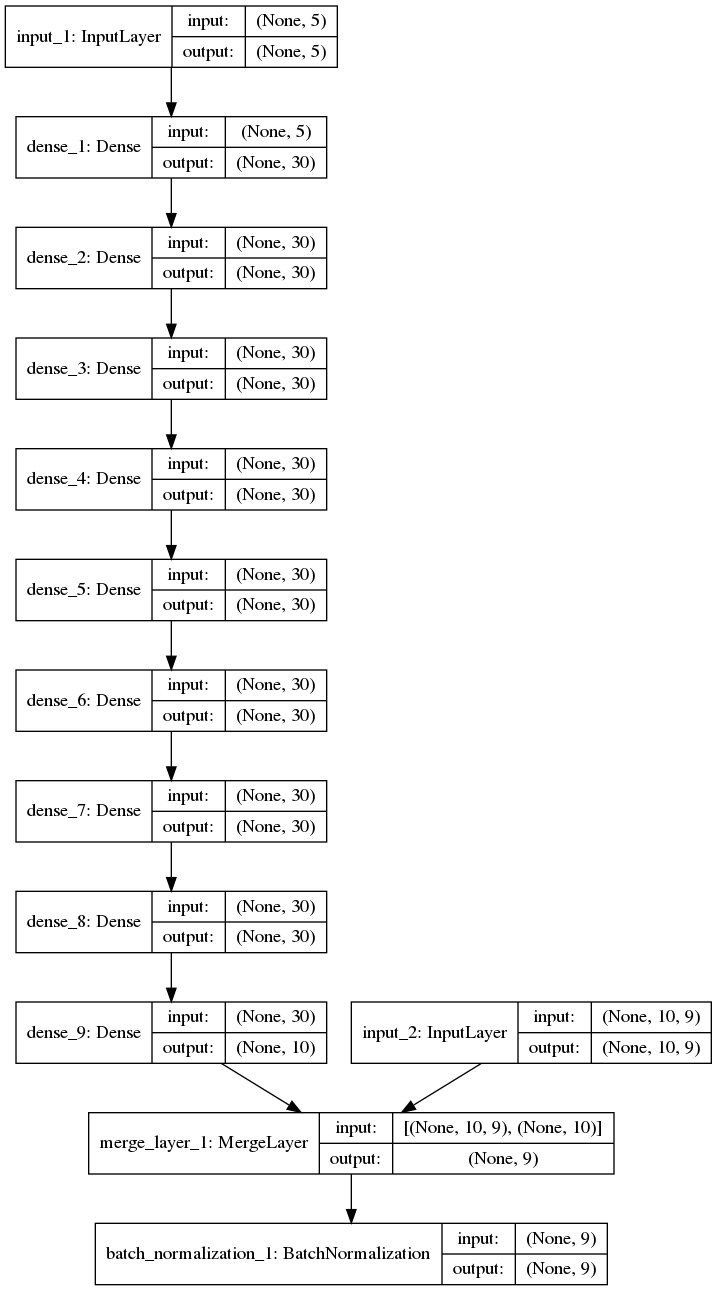 input_1: InputLayer
input: (None, 5)
output: (None, 5)
dense_1: Dense
input: (None, 5)
output: (None, 30)
dense_2: Dense
input: (None, 30)
output: (None, 30)
dense_3: Dense
input: (None, 30)
output: (None, 30)
dense_4: Dense
input: (None, 30)
output: (None, 30)
dense_5: Dense
input: (None, 30)
output: (None, 30)
dense_6: Dense
input: (None, 30)
output: (None, 30)
dense_7: Dense
input: (None, 30)
output: (None, 30)
dense_8: Dense
input: (None, 30)
output: (None, 30)
dense_9: Dense
input: (None, 30)
output: (None, 10)
input_2: InputLayer
input: (None, 10, 9)
output: (None, 10, 9)
merge_layer_1: MergeLayer
input: [(None, 10, 9), (None, 10)]
output: (None, 9)
batch_normalization_1: BatchNormalization
input: (None, 9)
output: (None, 9)